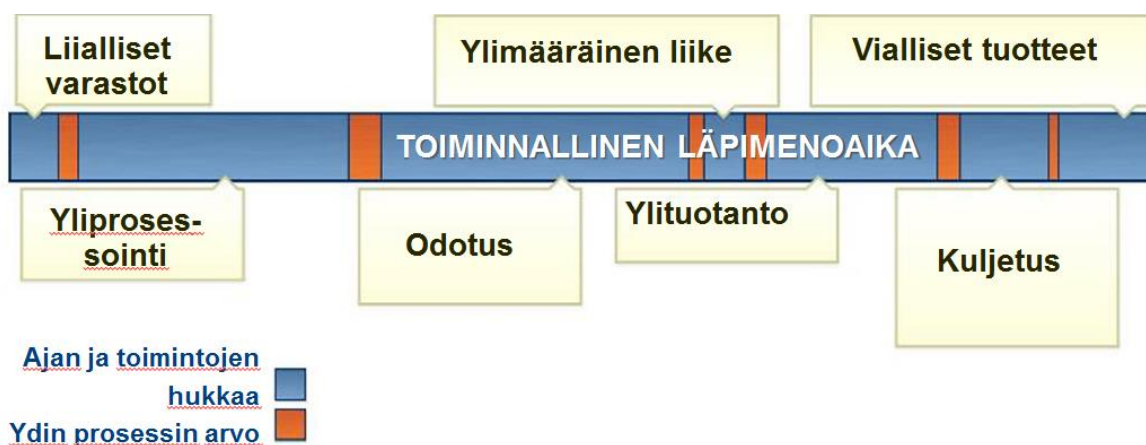 Liialliset
varastot
Ylimääräinen liike
Vialliset tuotteet
TOIMINNALLINEN LÄPIMENOAIKA
Yliproses-
sointi
Odotus
Ylituotanto
Kuljetus
Ajan ja toimintojen
hukkaa
Ydin prosessin arvo